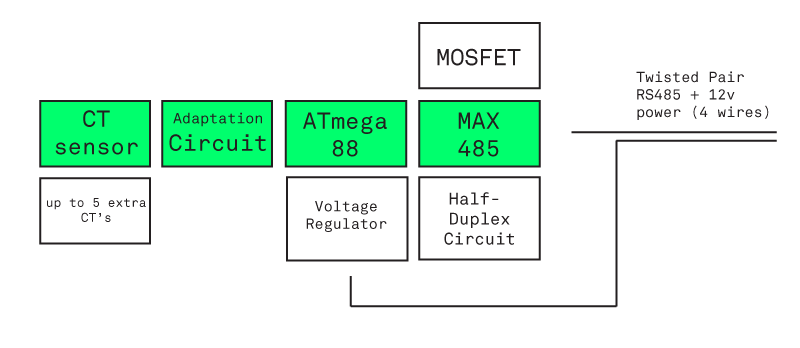 MOSFET
Twisted Pair
RS485 + 12v
power (4 wires)
CT
sensor
Adaptation
Circuit
ATmega
88
MAX
485
up to 5 extra
CT's
Voltage
Regulator
Half-
Duplex
Circuit